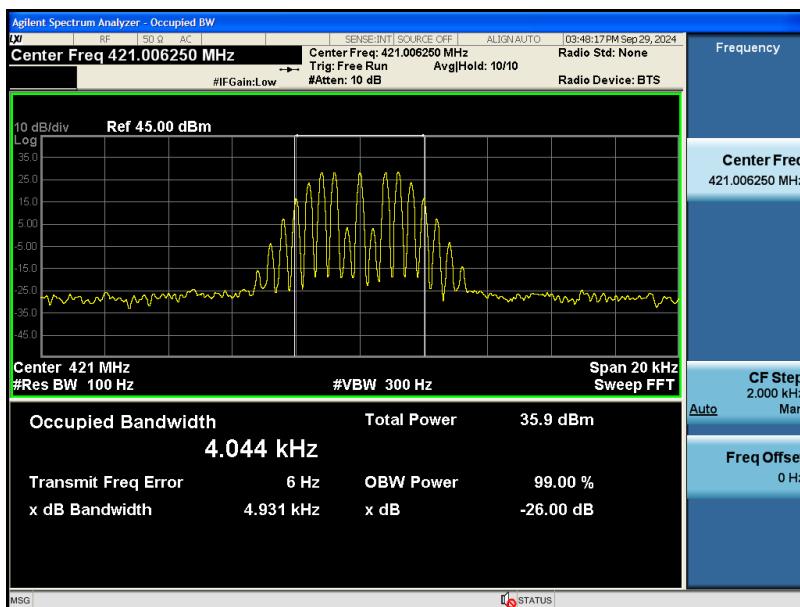 Agilent Spectrum Analyzer - Occupied BW
LXI RF 50 Ω AC SENSE:INT SOURCE OFF ALIGN AUTO 03:48:17 PM Sep 29, 2024
Center Freq 421.006250 MHz
Center Freq: 421.006250 MHz
Radio Std: None
Trig: Free Run Avg|Hold: 10/10
#IFGain:Low #Atten: 10 dB
Radio Device: BTS
10 dB/div Ref 45.00 dBm
Log
35.0
25.0
15.0
5.00
-5.00
-15.0
-25.0
-35.0
-45.0
Center 421 MHz Span 20 kHz
#Res BW 100 Hz #VBW 300 Hz Sweep FFT
Occupied Bandwidth Total Power 35.9 dBm
4.044 kHz
Transmit Freq Error 6 Hz OBW Power 99.00 %
x dB Bandwidth 4.931 kHz x dB -26.00 dB
MSG STATUS
Frequency
Center Freq
421.006250 MHz
CF Step
2.000 kHz
Auto Man
Freq Offset
0 Hz